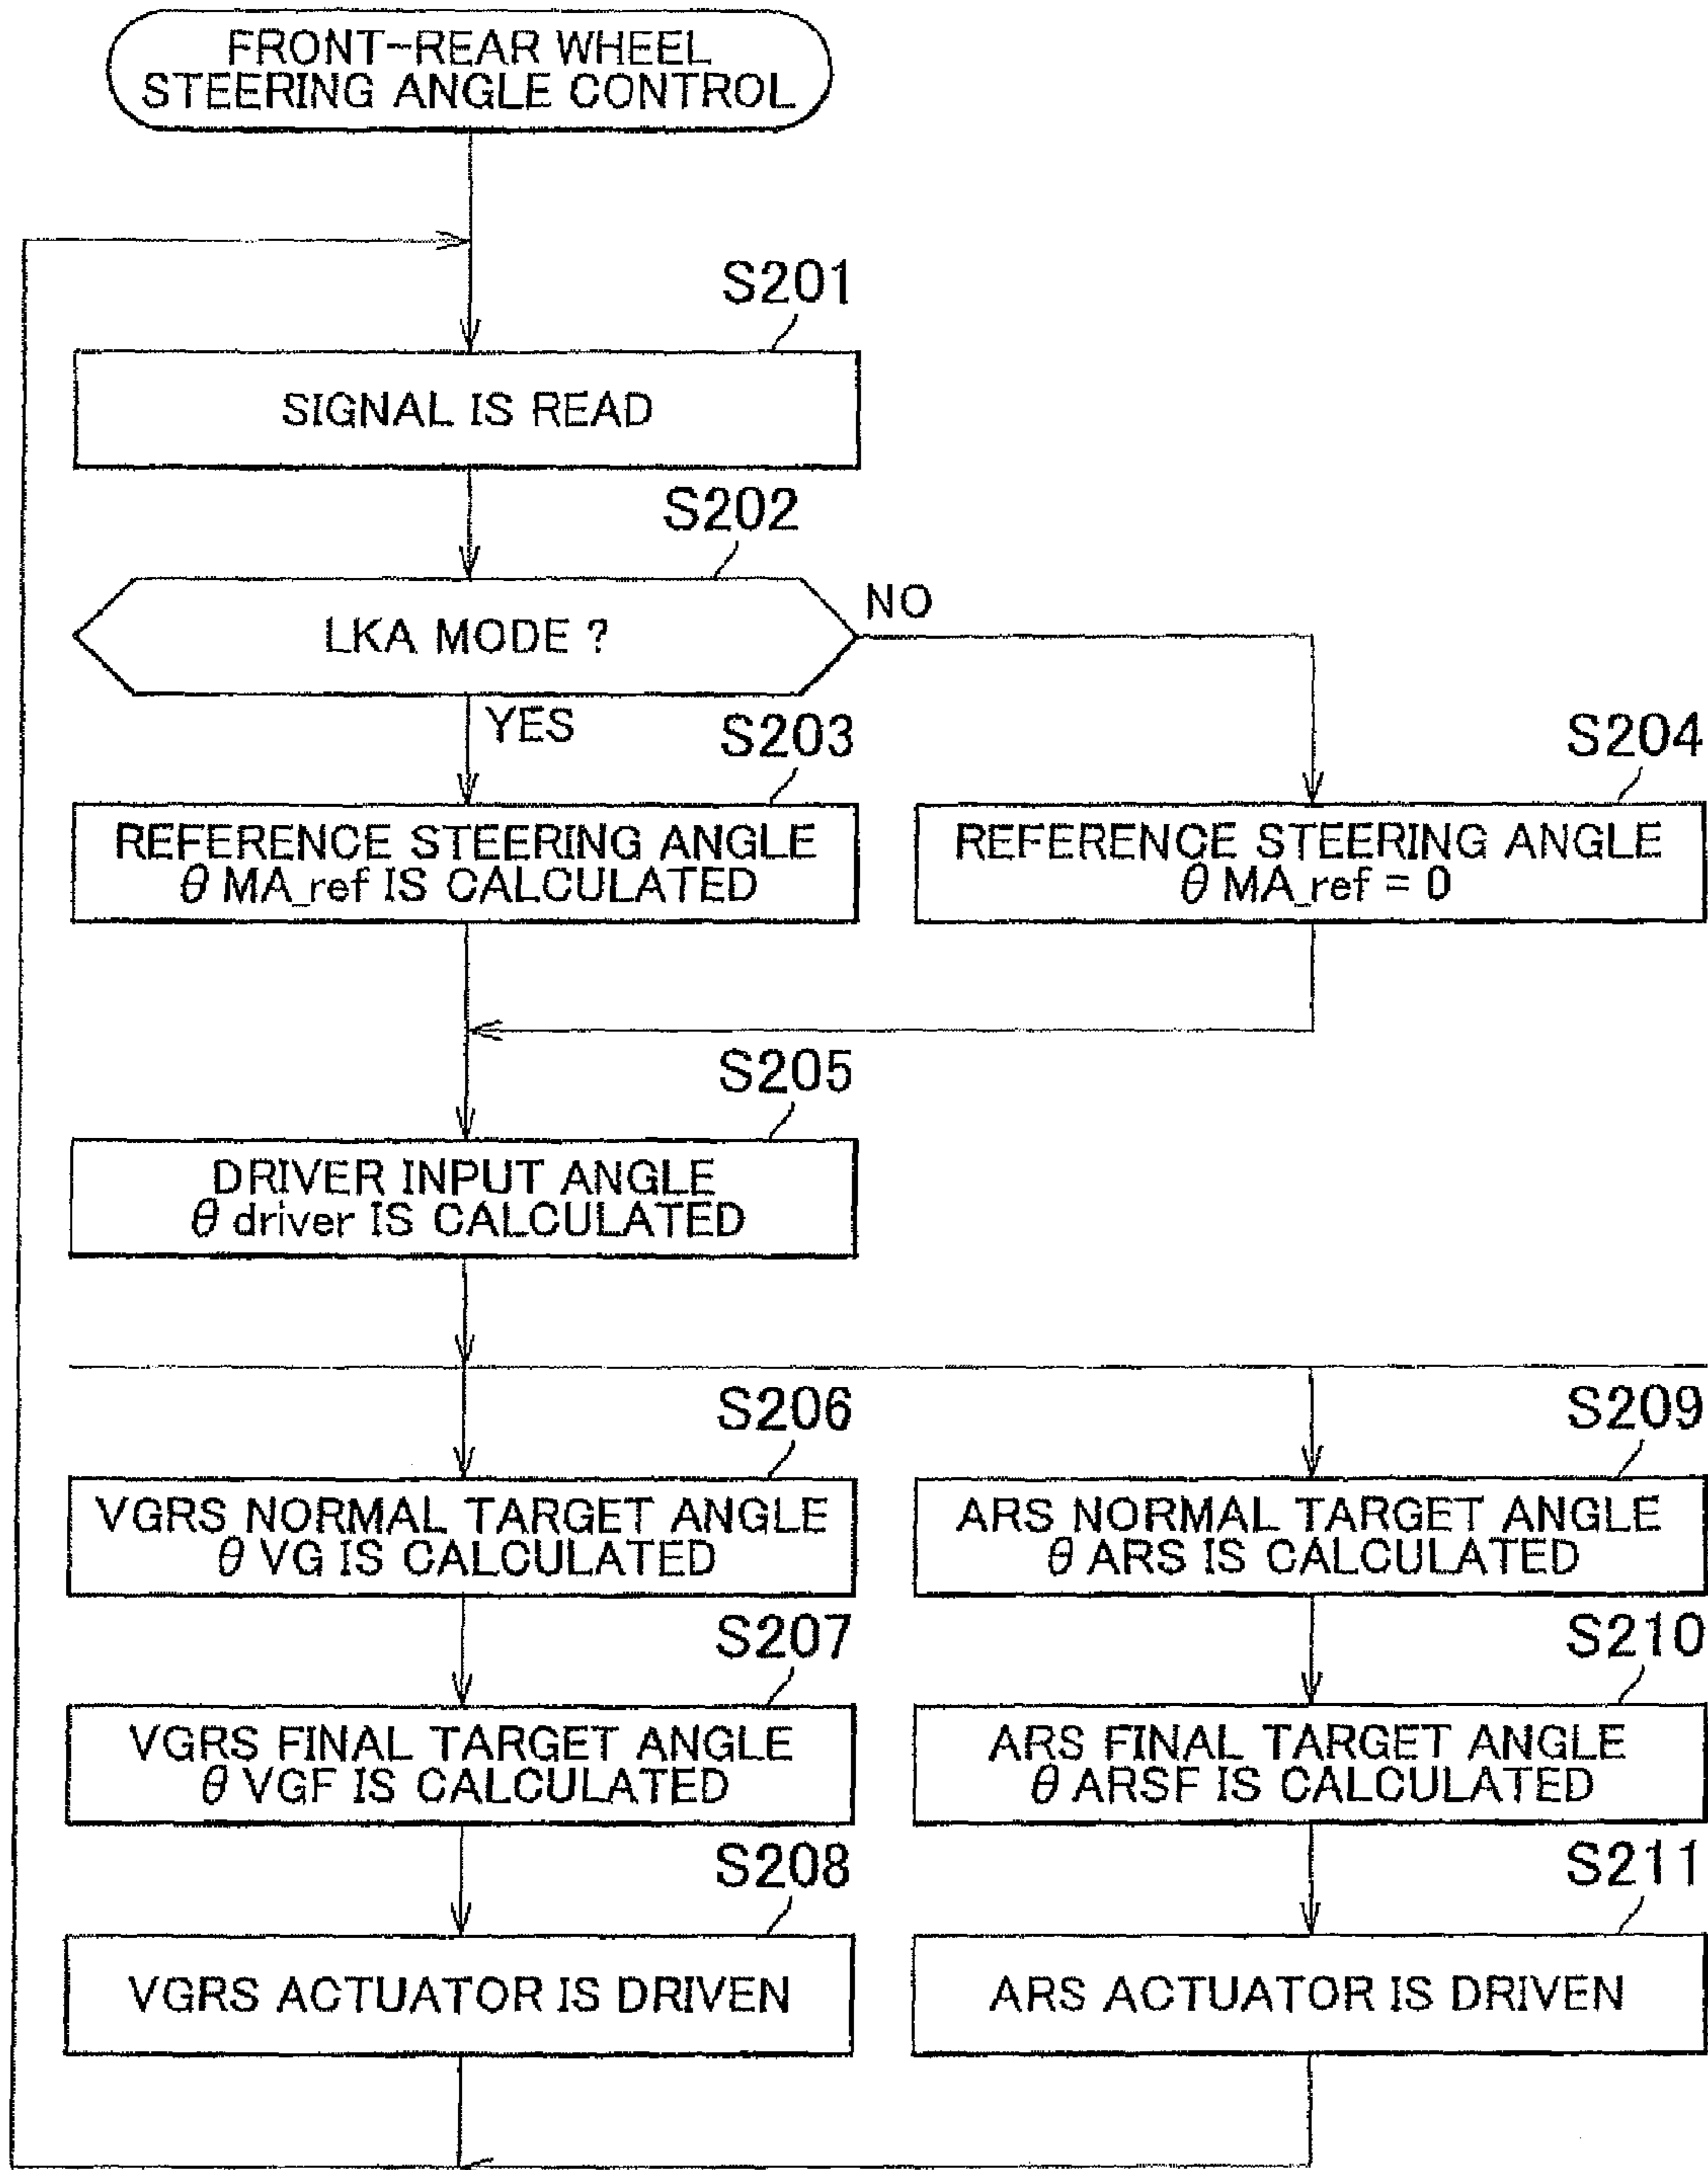 FRONT-REAR WHEEL
STEERING ANGLE CONTROL
S201
SIGNAL IS READ
S202
LKA MODE ?
NO
YES
S203
REFERENCE STEERING ANGLE
θ MA_ref IS CALCULATED
S204
REFERENCE STEERING ANGLE
θ MA_ref = 0
S205
DRIVER INPUT ANGLE
θ driver IS CALCULATED
S206
VGRS NORMAL TARGET ANGLE
θ VG IS CALCULATED
S209
ARS NORMAL TARGET ANGLE
θ ARS IS CALCULATED
S207
VGRS FINAL TARGET ANGLE
θ VGF IS CALCULATED
S210
ARS FINAL TARGET ANGLE
θ ARSF IS CALCULATED
S208
VGRS ACTUATOR IS DRIVEN
S211
ARS ACTUATOR IS DRIVEN